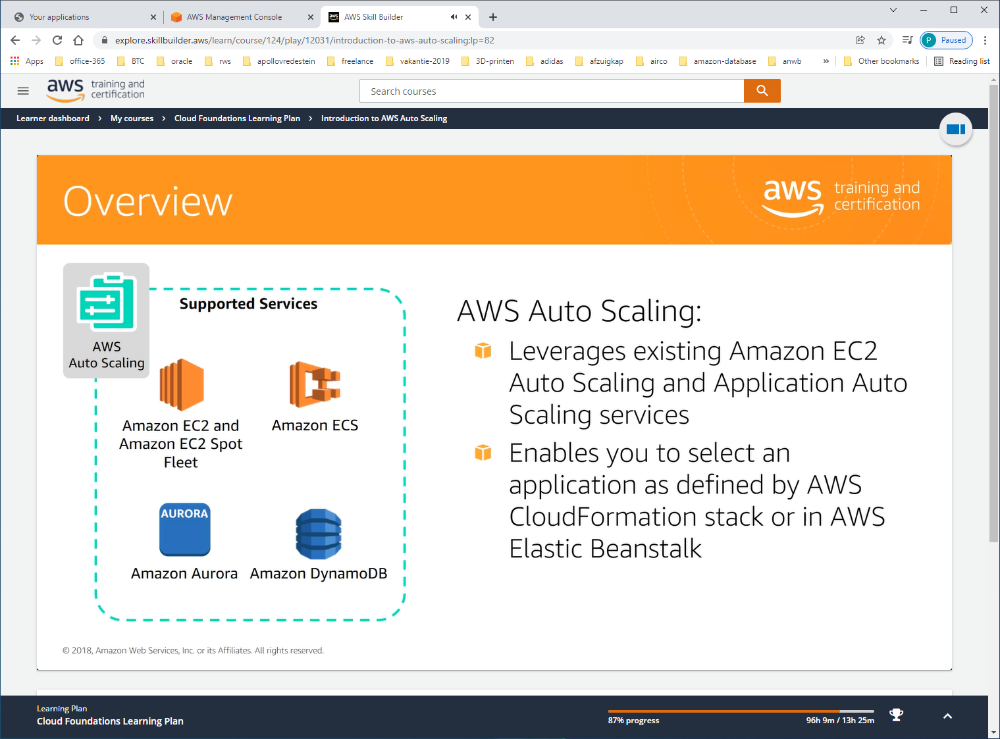 Your applications
AWS Management Console
AWS Skill Builder
explore.skillbuilder.aws/learn/course/124/play/12031/introduction-to-aws-auto-scaling;lp=82
P Paused
Apps office-365 BTC oracle rws apollovredestein freelance vakantie-2019 3D-printen adidas afzuigkap airco amazon-database anwb » Other bookmarks Reading list
aws training and
certification
Search courses
Learner dashboard > My courses > Cloud Foundations Learning Plan > Introduction to AWS Auto Scaling
Overview
aws training and
certification
AWS
Auto Scaling
Supported Services
Amazon EC2 and
Amazon EC2 Spot
Fleet
Amazon ECS
AURORA
Amazon Aurora
Amazon DynamoDB
AWS Auto Scaling:
Leverages existing Amazon EC2
Auto Scaling and Application Auto
Scaling services
Enables you to select an
application as defined by AWS
CloudFormation stack or in AWS
Elastic Beanstalk
© 2018, Amazon Web Services, Inc. or its Affiliates. All rights reserved.
Learning Plan
Cloud Foundations Learning Plan
87% progress
96h 9m / 13h 25m